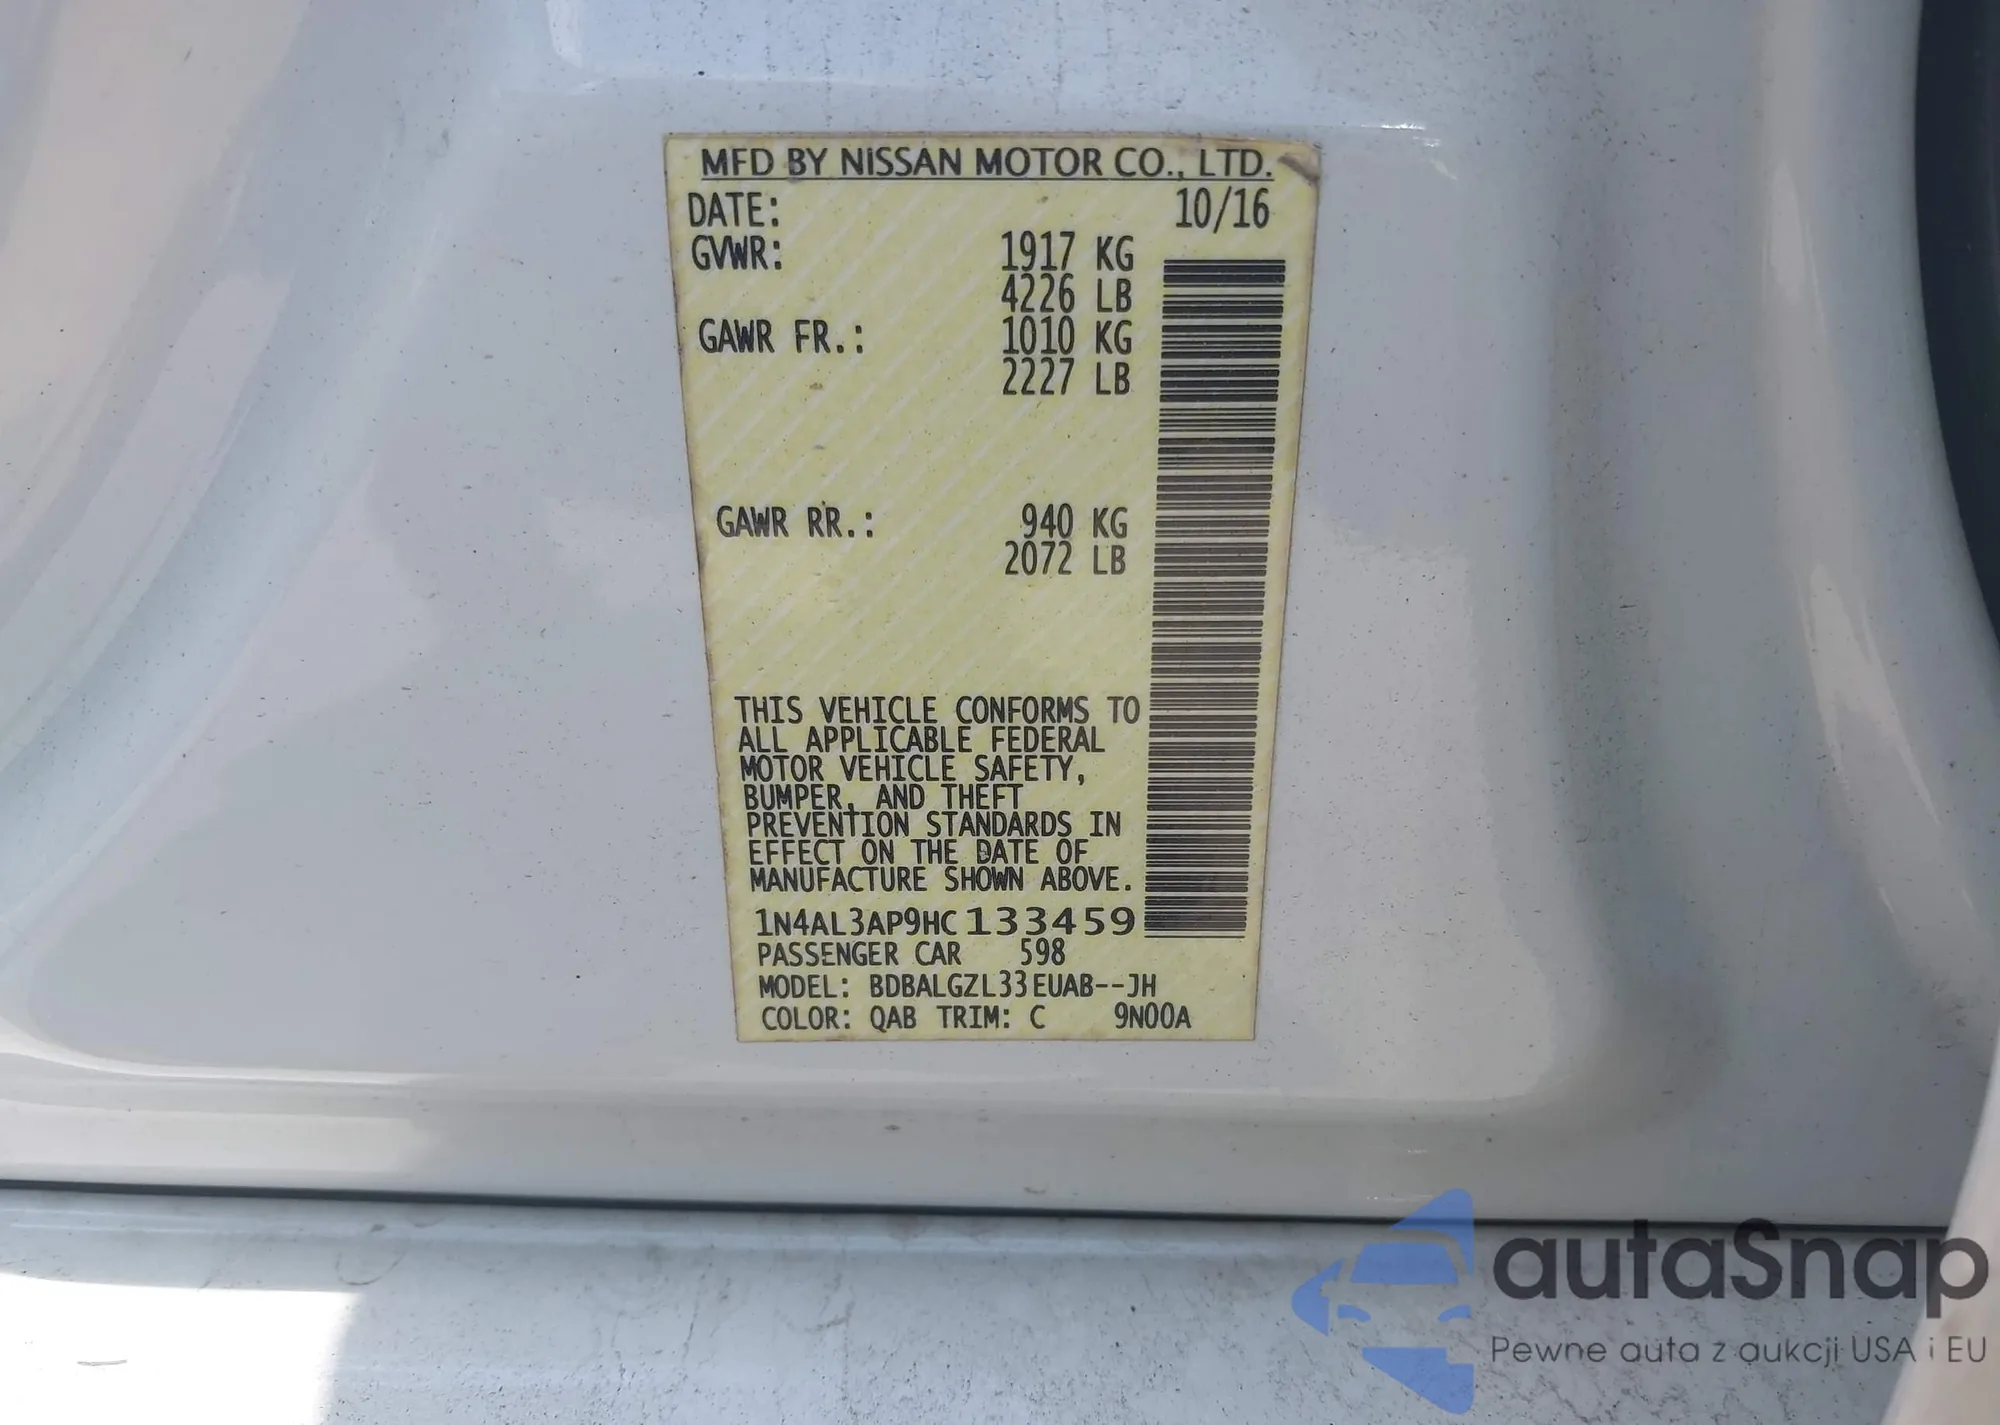 MFD BY NISSAN MOTOR CO., LTD.
DATE: 10/16
GVWR: 1917 KG
4226 LB
GAWR FR.: 1010 KG
2227 LB
GAWR RR.: 940 KG
2072 LB
THIS VEHICLE CONFORMS TO
ALL APPLICABLE FEDERAL
MOTOR VEHICLE SAFETY,
BUMPER, AND THEFT
PREVENTION STANDARDS IN
EFFECT ON THE DATE OF
MANUFACTURE SHOWN ABOVE.
1N4AL3AP9HC133459
PASSENGER CAR 598
MODEL: BDBALGZL33EUAB--JH
COLOR: QAB TRIM: C 9N00A
autaSnap
Pewne auta z aukcji USA i EU